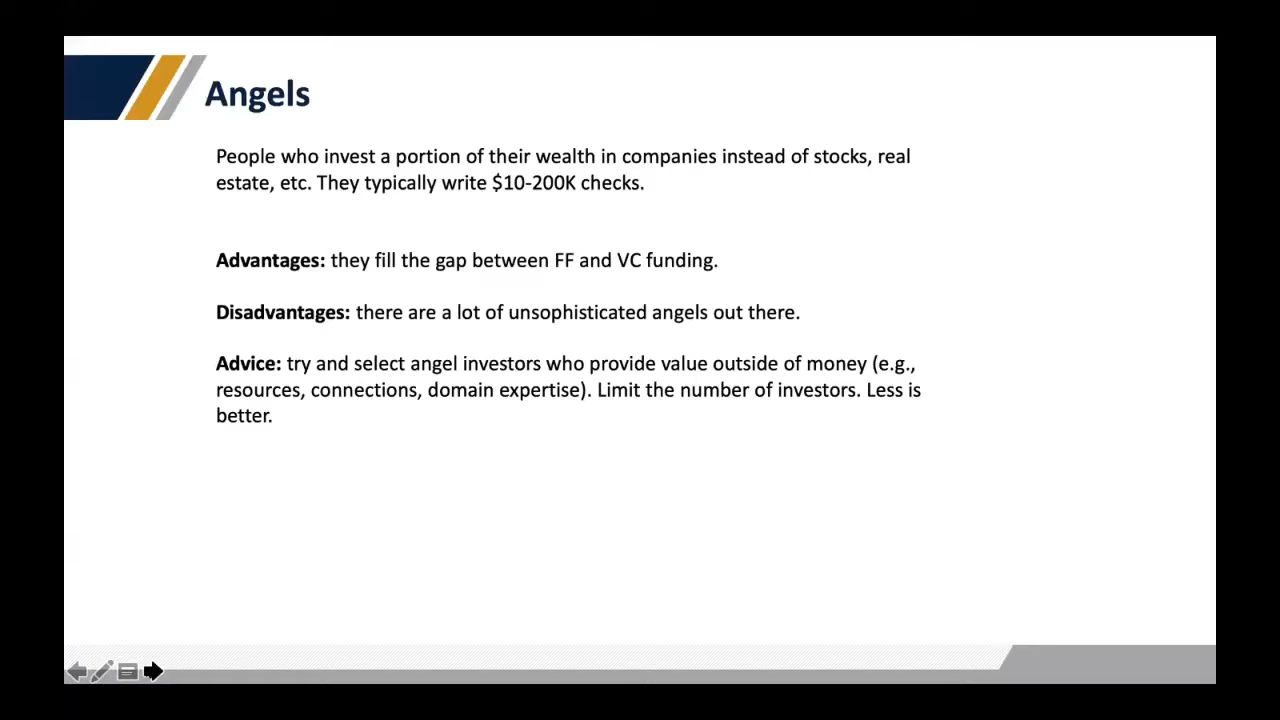 Angels
People who invest a portion of their wealth in companies instead of stocks, real
estate, etc. They typically write $10-200K checks.
Advantages: they fill the gap between FF and VC funding.
Disadvantages: there are a lot of unsophisticated angels out there.
Advice: try and select angel investors who provide value outside of money (e.g.,
resources, connections, domain expertise). Limit the number of investors. Less is
better.